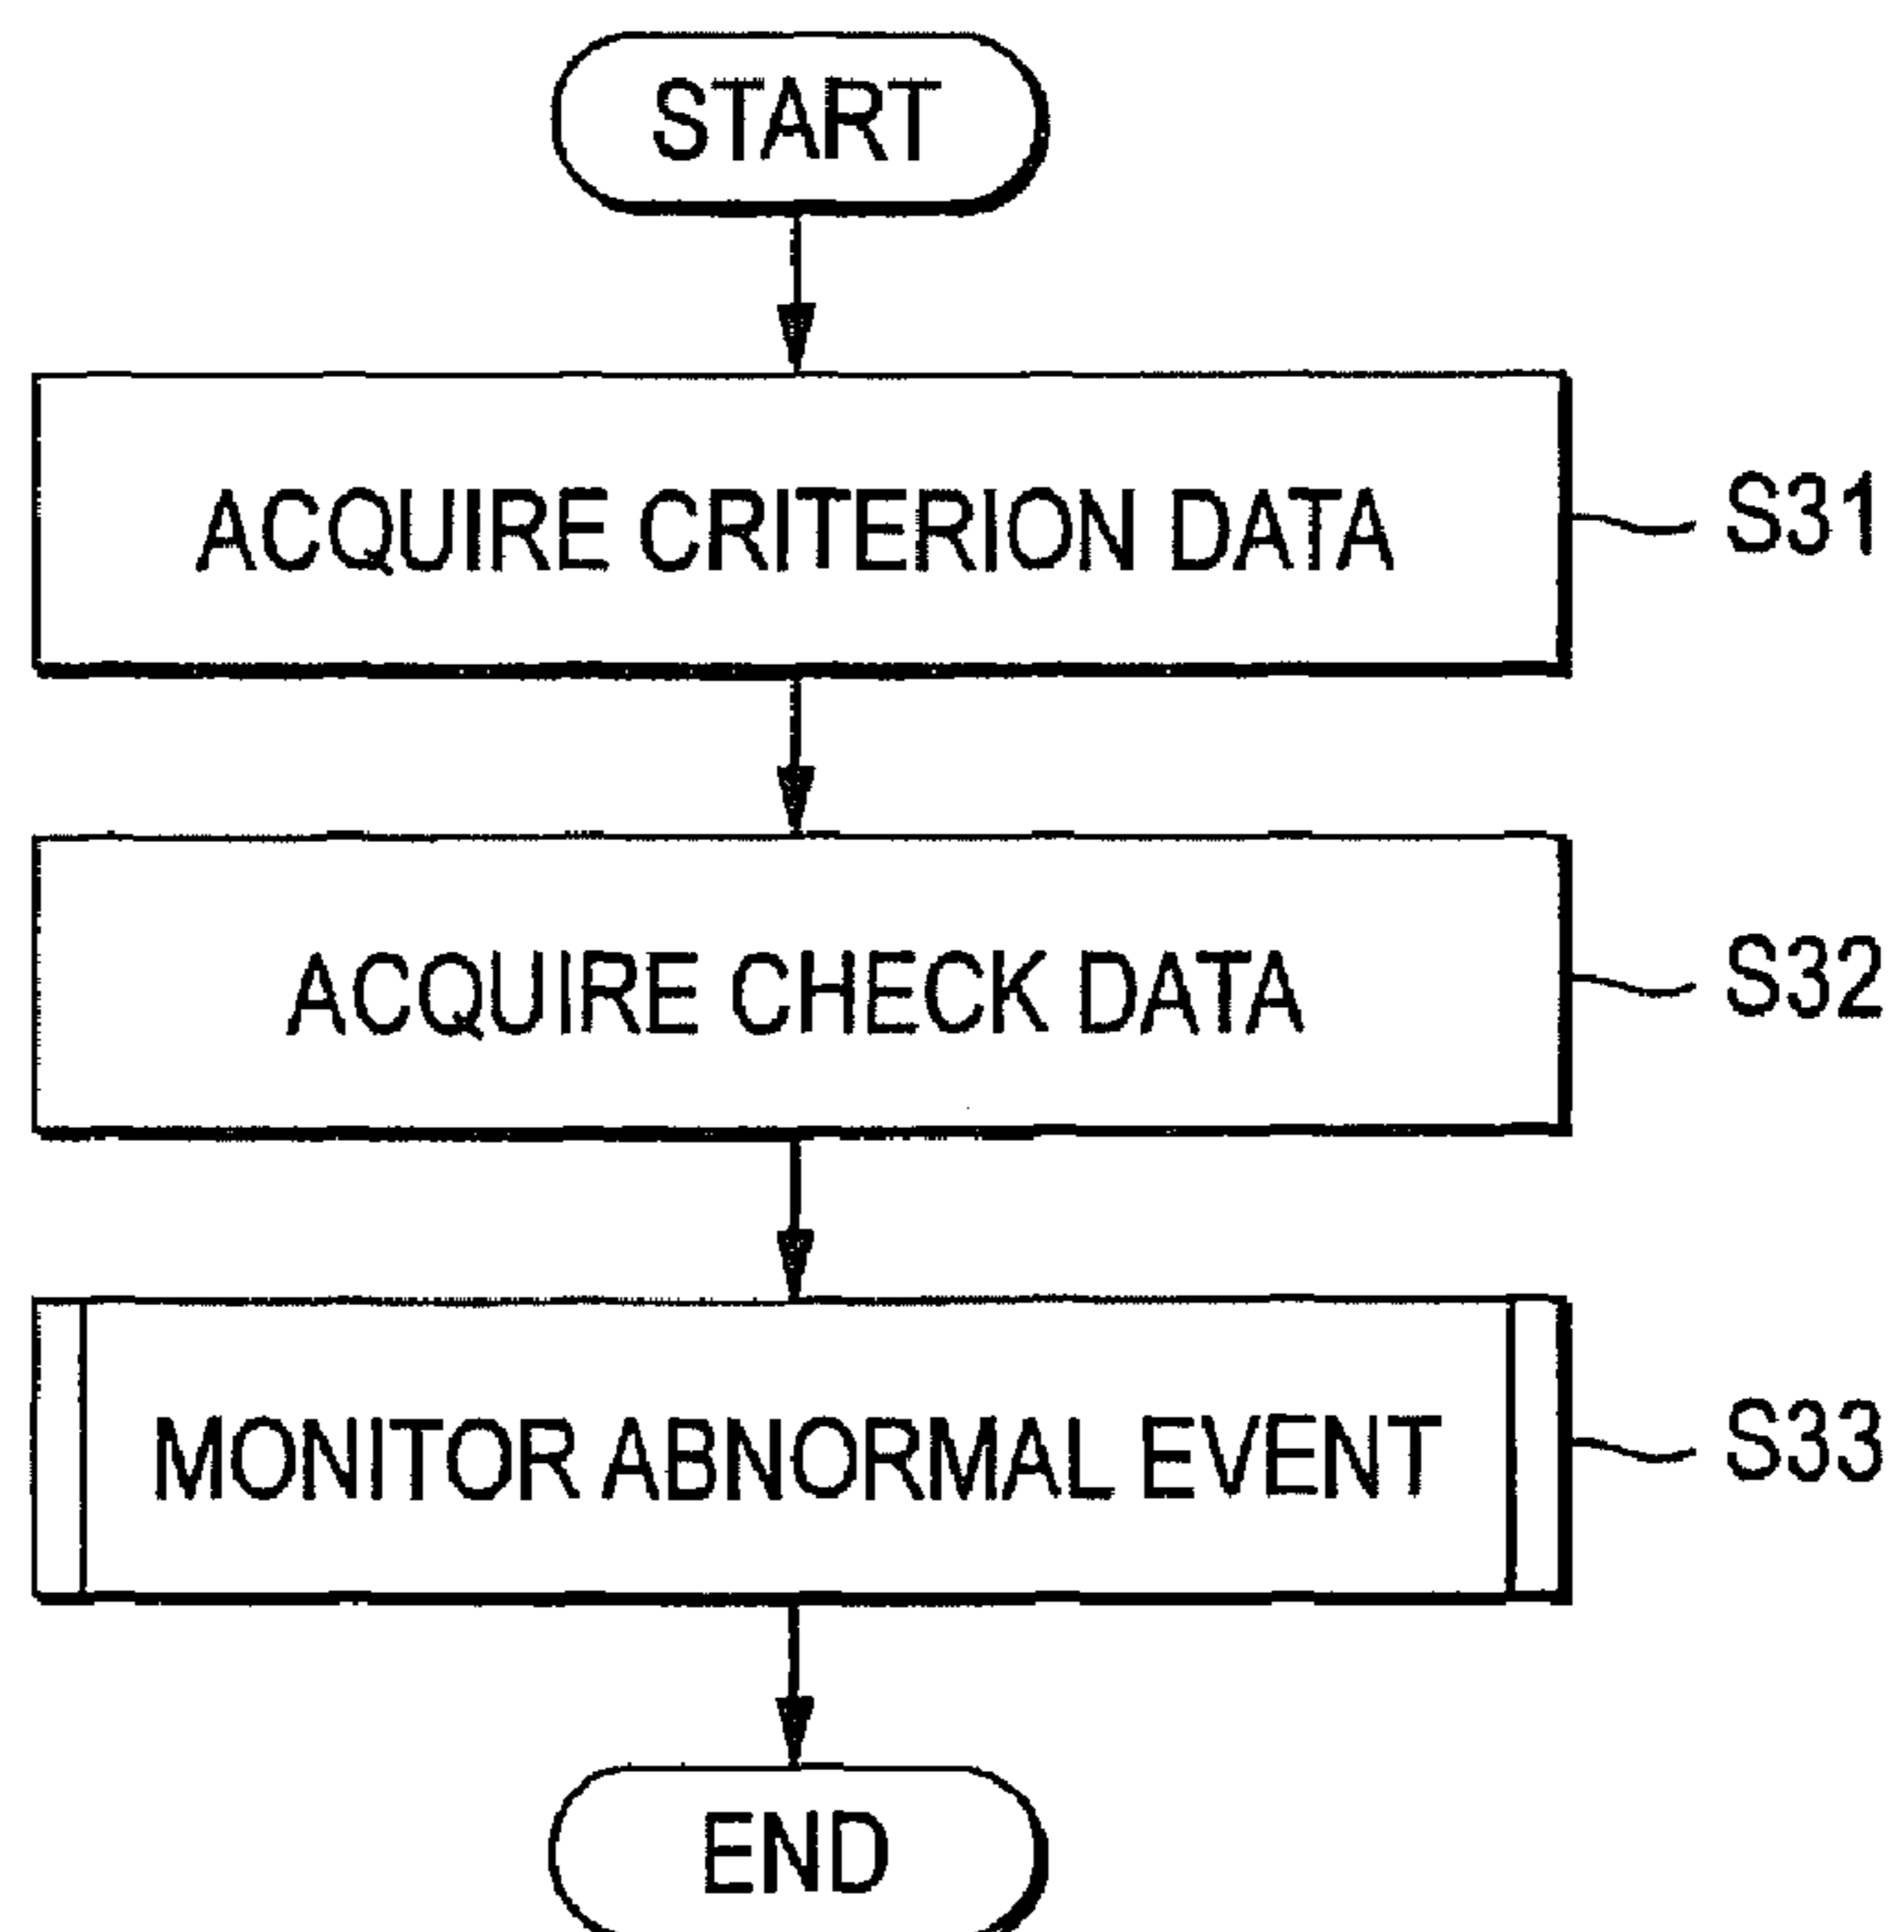 START
ACQUIRE CRITERION DATA
S31
ACQUIRE CHECK DATA
S32
MONITOR ABNORMAL EVENT
S33
END